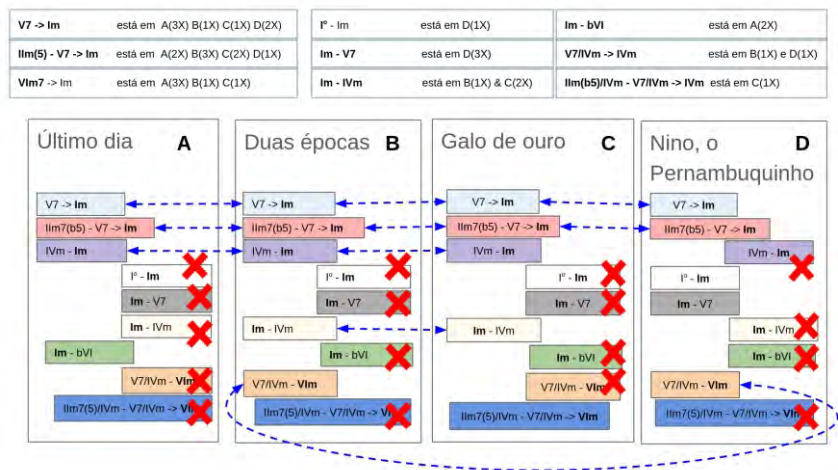 V7 -> Im está em A(3X) B(1X) C(1X) D(2X)
IIm(5) - V7 -> Im está em A(2X) B(3X) C(2X) D(1X)
VIm7 -> Im está em A(3X) B(1X) C(1X)
Iº - Im está em D(1X)
Im - V7 está em D(3X)
Im - IVm está em B(1X) & C(2X)
Im - bVI está em A(2X)
V7/IVm -> IVm está em B(1X) e D(1X)
IIm(b5)/IVm - V7/IVm -> IVm está em C(1X)
Último dia A
V7 -> Im
IIm7(b5) - V7 -> Im
IVm - Im
Iº - Im
Im - V7
Im - IVm
Im - bVI
V7/IVm - VIm
IIm7(5)/IVm - V7/IVm -> VIm
Duas épocas B
V7 -> Im
IIm7(b5) - V7 -> Im
IVm - Im
Iº - Im
Im - V7
Im - IVm
Im - bVI
V7/IVm - VIm
IIm7(5)/IVm - V7/IVm -> VIm
Galo de ouro C
V7 -> Im
IIm7(b5) - V7 -> Im
IVm - Im
Iº - Im
Im - V7
Im - IVm
Im - bVI
V7/IVm - VIm
IIm7(5)/IVm - V7/IVm -> VIm
Nino, o D
Pernambuquinho
V7 -> Im
IIm7(b5) - V7 -> Im
IVm - Im
Iº - Im
Im - V7
Im - IVm
Im - bVI
V7/IVm - VIm
IIm7(5)/IVm - V7/IVm -> VIm